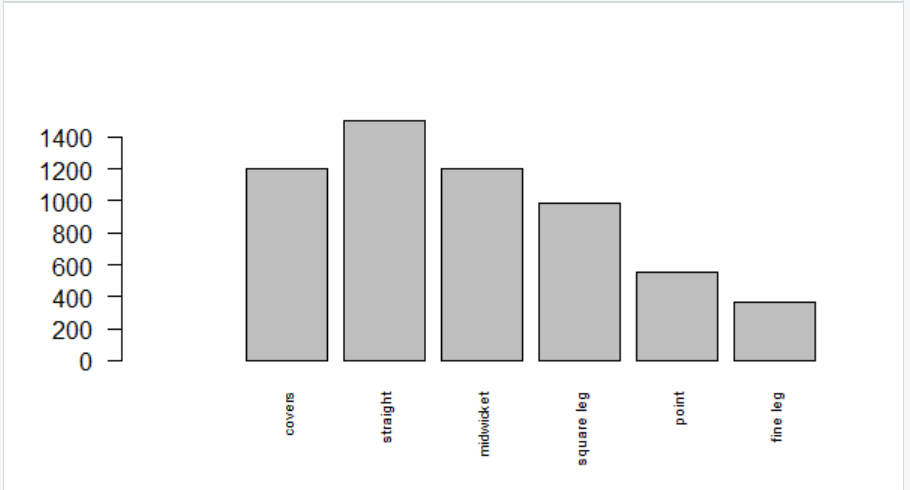 1400
1200
1000
800
600
400
200
0
covers
straight
midwicket
square leg
point
fine leg